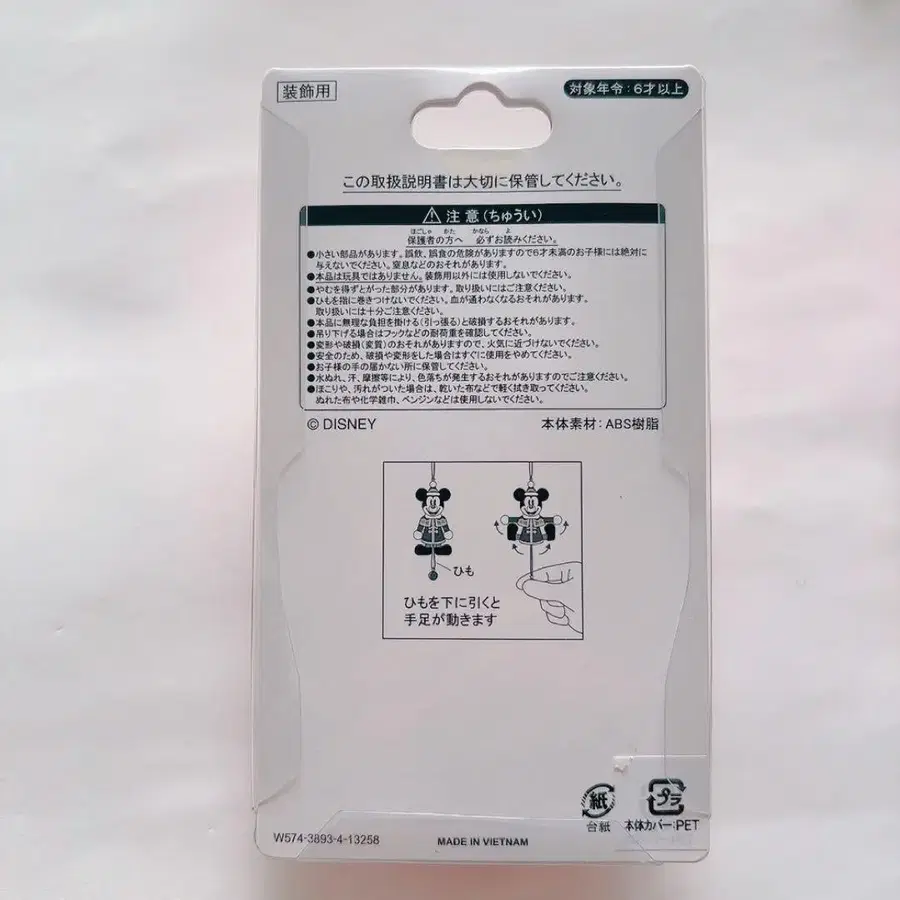 装飾用
対象年令:6才以上
この取扱説明書は大切に保管してください。
⚠注意(ちゅうい)
ほごしゃ かた かなら よ
保護者の方へ 必ずお読みください。
●小さい部品があります。誤飲、誤食の危険がありますので6才未満のお子様には絶対に
与えないでください。窒息などのおそれがあります。
●本品は玩具ではありません。装飾用以外には使用しないでください。
●やむを得ずとがった部分があります。取り扱いにはご注意ください。
●ひもを指に巻きつけないでください。血が通わなくなるおそれがあります。
取り扱いには十分ご注意ください。
●本品に無理な負担を掛ける(引っ張る)と破損するおそれがあります。
●吊り下げる場合はフックなどの耐荷重を確認してください。
●変形や破損(変質)のおそれがありますので、火気に近づけないでください。
●安全のため、破損や変形をした場合はすぐに使用をやめてください。
●お子様の手の届かない所に保管してください。
●水ぬれ、汗、摩擦等により、色落ちが発生するおそれがありますのでご注意ください。
●ほこりや、汚れがついた場合は、乾いた布などで軽く拭き取ってください。
ぬれた布や化学雑巾、ベンジンなどは使用しないでください。
© DISNEY
本体素材:ABS樹脂
ひも
ひもを下に引くと
手足が動きます
紙
台紙
プラ
本体カバー:PET
W574-3893-4-13258
MADE IN VIETNAM